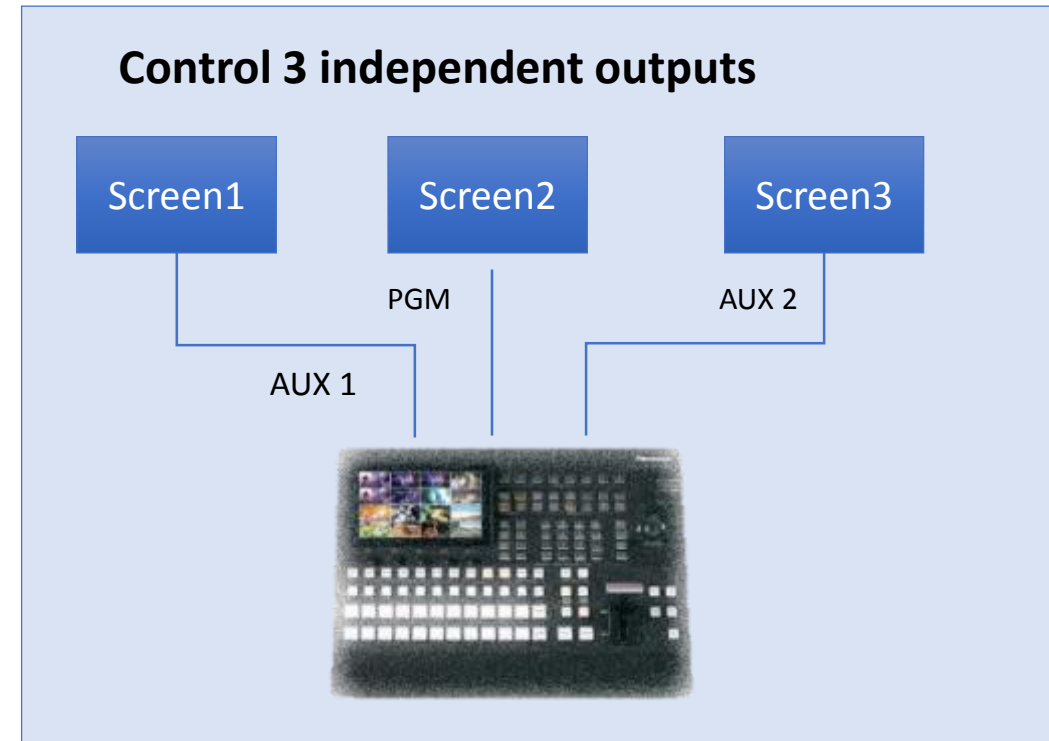 Control 3 independent outputs
Screen1
Screen2
Screen3
PGM
AUX 2
AUX 1